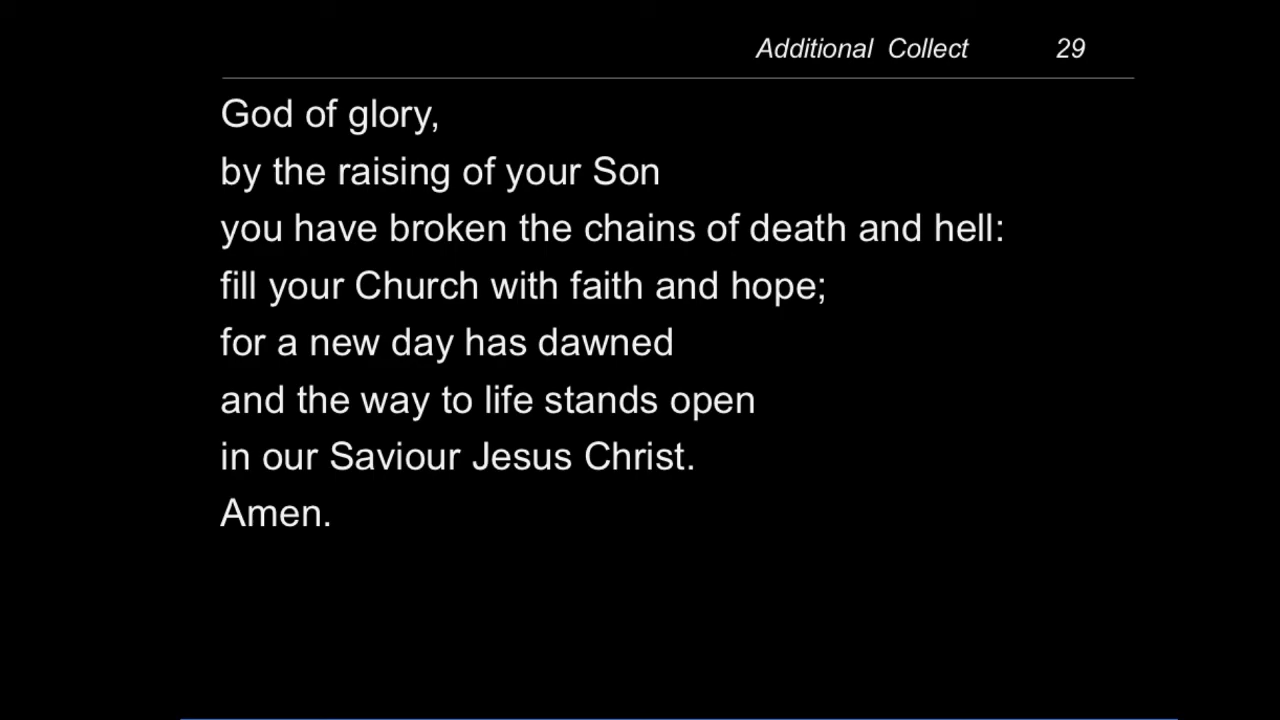 Additional Collect 29
God of glory,
by the raising of your Son
you have broken the chains of death and hell:
fill your Church with faith and hope;
for a new day has dawned
and the way to life stands open
in our Saviour Jesus Christ.
Amen.